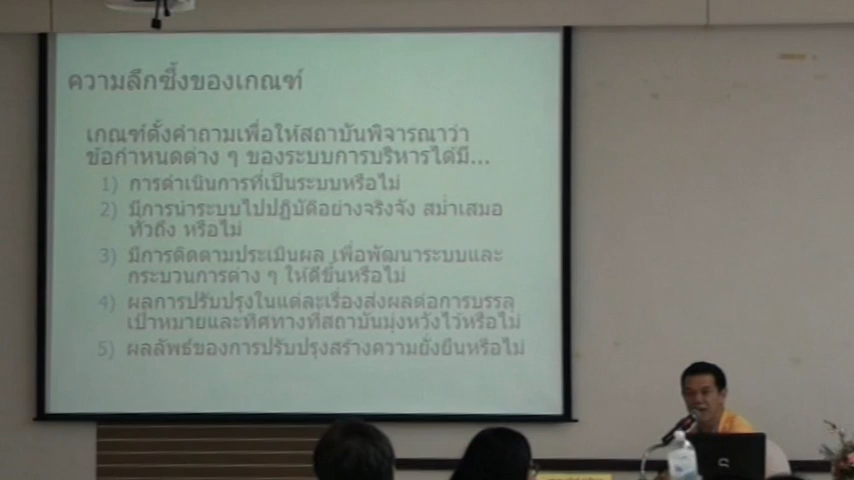 ความลึกซึ้งของเกณฑ์
เกณฑ์ตั้งคำถามเพื่อให้สถาบันพิจารณาว่า
ข้อกำหนดต่าง ๆ ของระบบการบริหารได้มี...
1) การดำเนินการที่เป็นระบบหรือไม่
2) มีการนำระบบไปปฏิบัติอย่างจริงจัง สม่ำเสมอ
ทั่วถึง หรือไม่
3) มีการติดตามประเมินผล เพื่อพัฒนาระบบและ
กระบวนการต่าง ๆ ให้ดีขึ้นหรือไม่
4) ผลการปรับปรุงในแต่ละเรื่องส่งผลต่อการบรรลุ
เป้าหมายและทิศทางที่สถาบันมุ่งหวังไว้หรือไม่
5) ผลลัพธ์ของการปรับปรุงสร้างความยั่งยืนหรือไม่